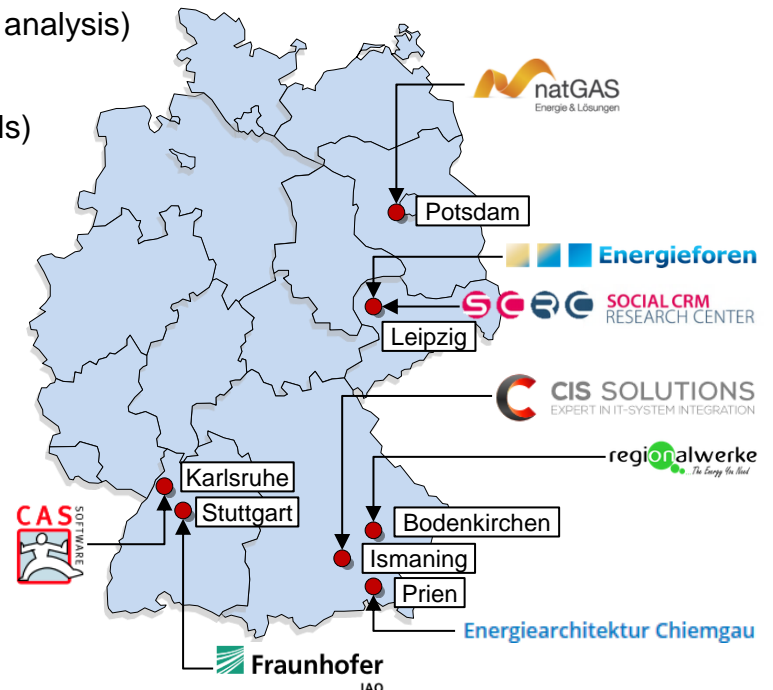 analysis)
ls)
natGAS
Energie & Lösungen
Potsdam
Energieforen
SCRC SOCIAL CRM
RESEARCH CENTER
Leipzig
CIS SOLUTIONS
EXPERT IN IT-SYSTEM INTEGRATION
regionalwerke
...The Energy You Need
Karlsruhe
Stuttgart
CAS
SOFTWARE
Bodenkirchen
Ismaning
Prien
Energiearchitektur Chiemgau
Fraunhofer
IAO